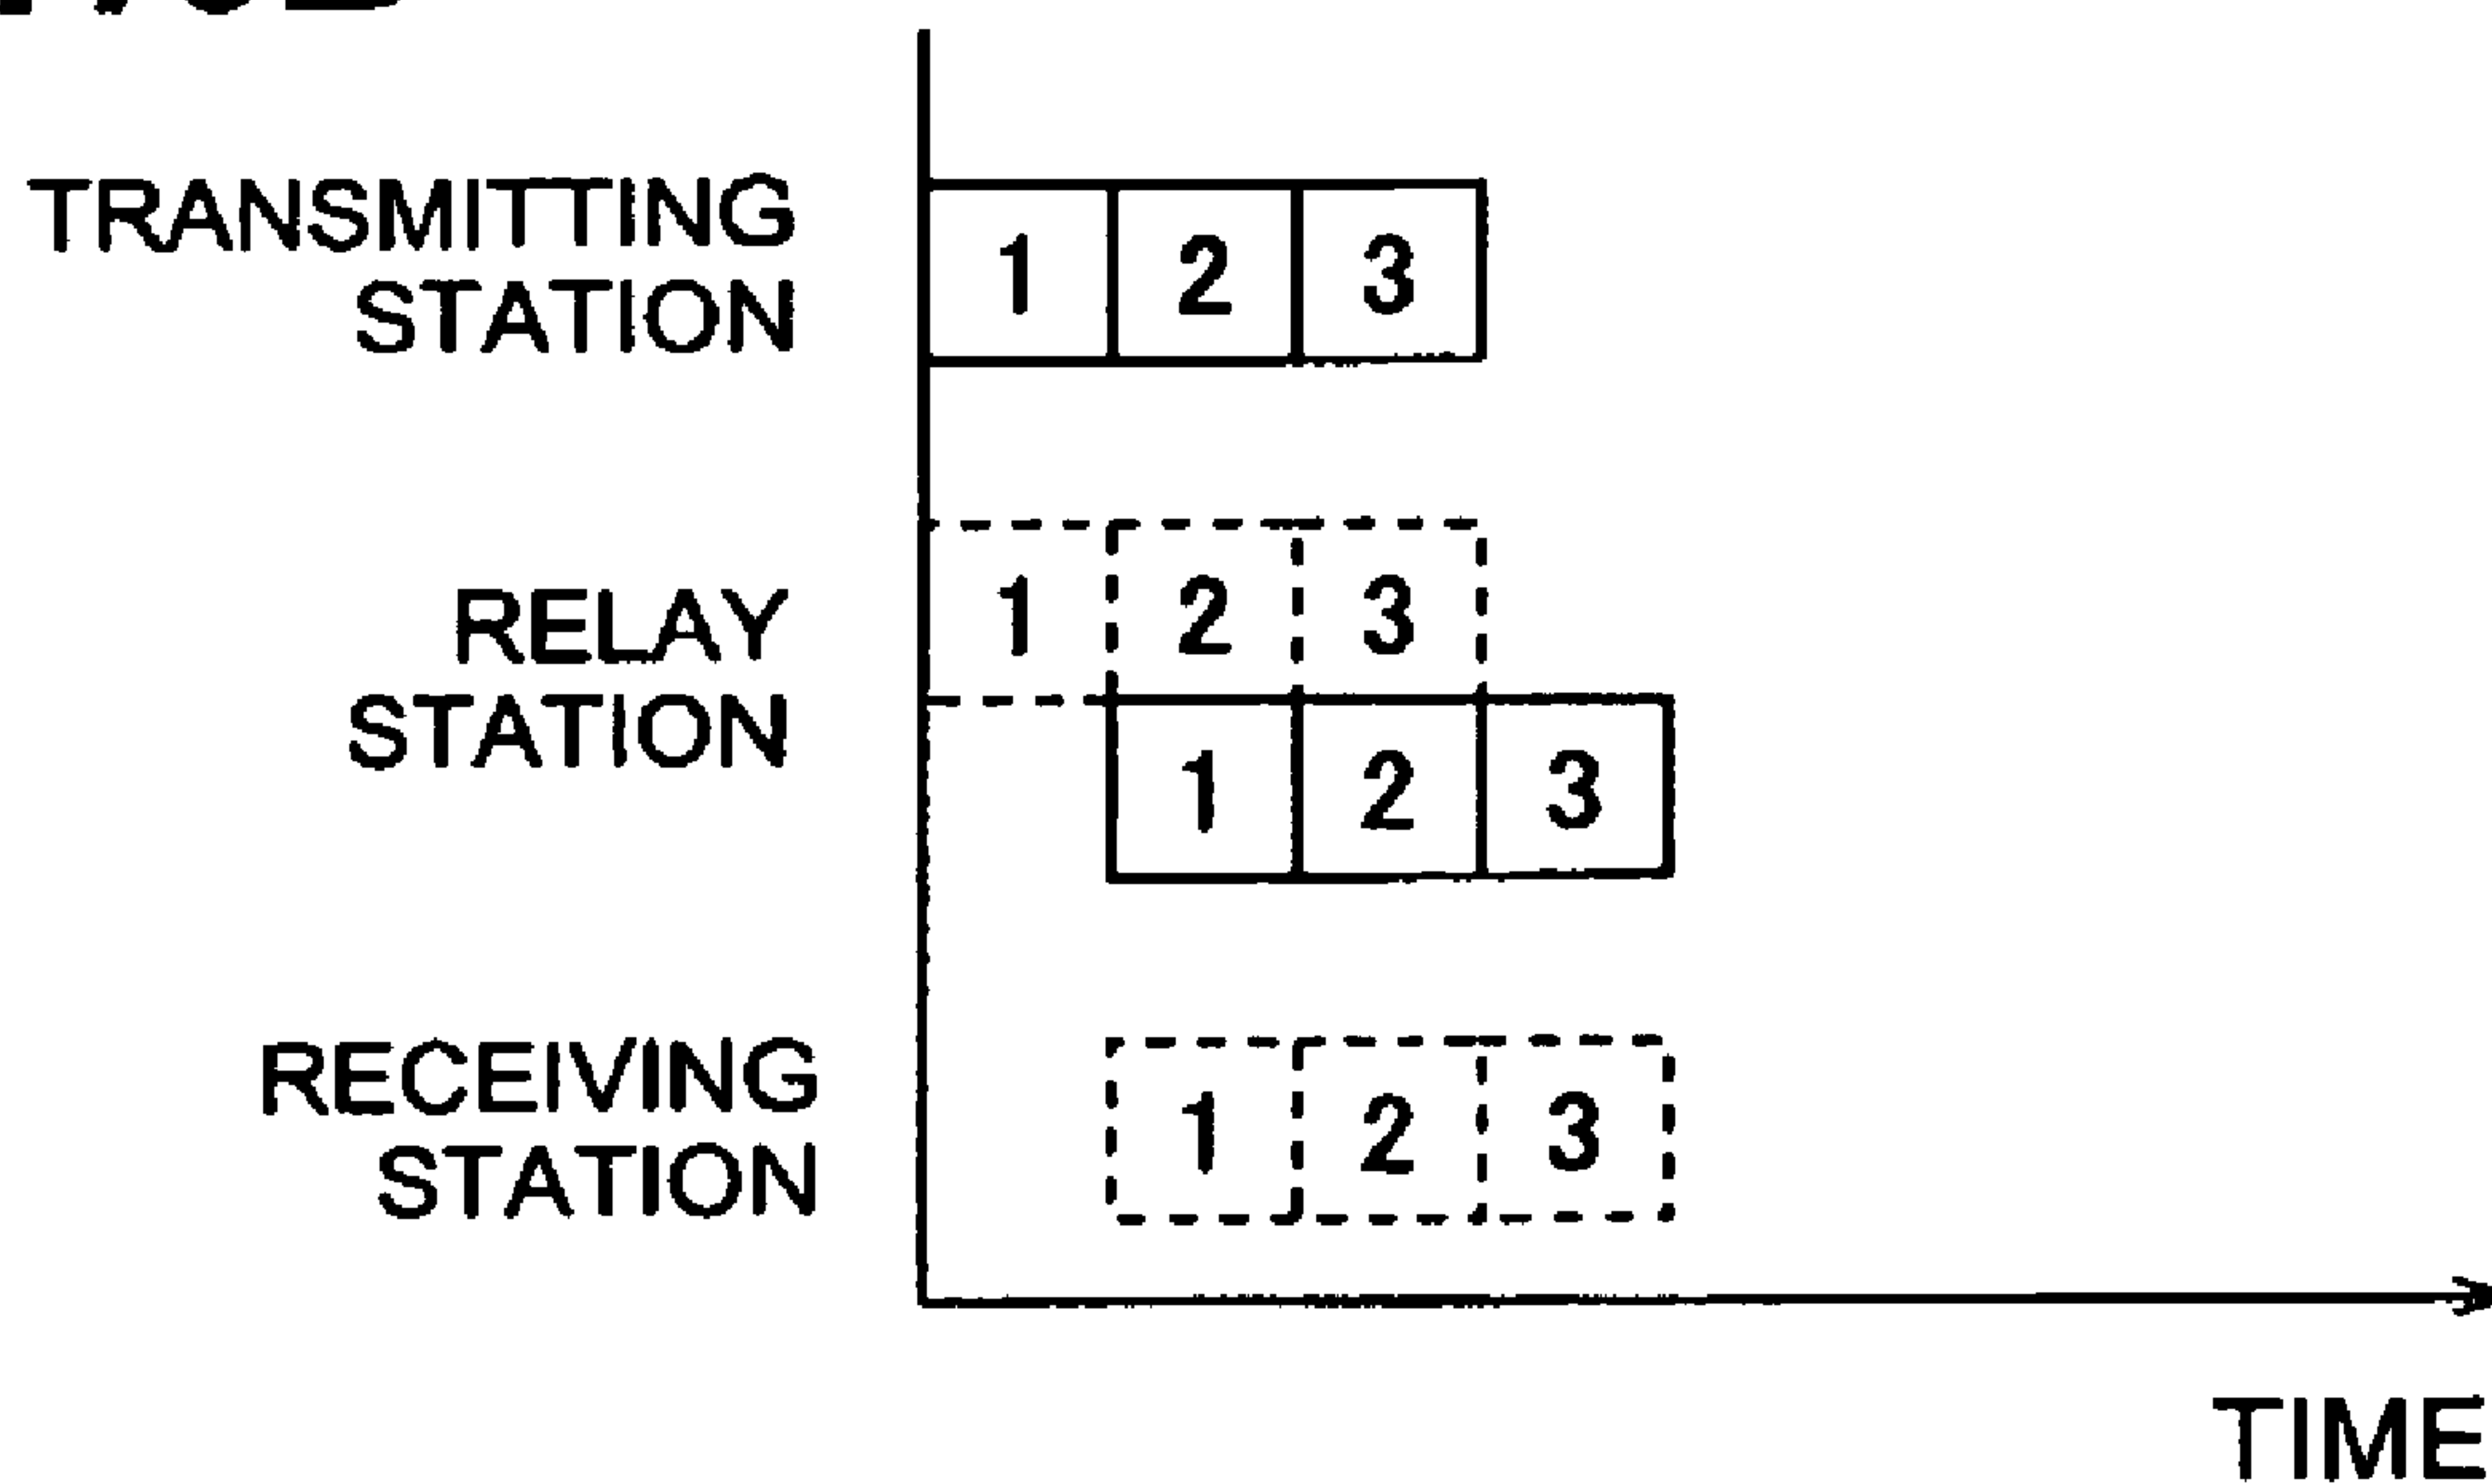 TRANSMITTING
STATION
1 2 3
RELAY
STATION
1 2 3
1 2 3
RECEIVING
STATION
1 2 3
TIME